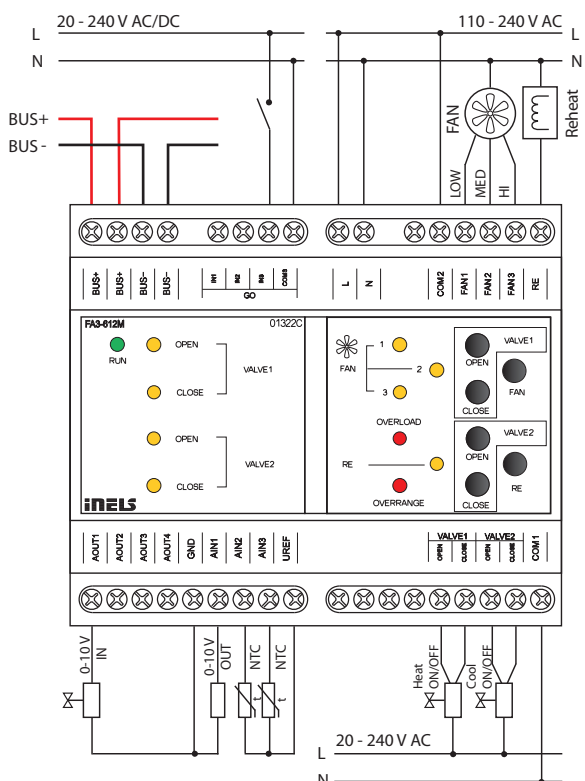 20 - 240 V AC/DC
110 - 240 V AC
L
L
N
N
BUS+
BUS -
FAN
Reheat
LOW
MED
HI
BUS+
BUS+
BUS-
BUS-
IN1
IN2
IN3
COM3
GO
L
N
COM2
FAN1
FAN2
FAN3
RE
FA3-612M
01322C
RUN
OPEN
CLOSE
VALVE1
OPEN
CLOSE
VALVE2
iNELS
FAN
1
2
3
OVERLOAD
RE
OVERRANGE
VALVE1
OPEN
CLOSE
FAN
VALVE2
OPEN
CLOSE
RE
AOUT1
AOUT2
AOUT3
AOUT4
GND
AIN1
AIN2
AIN3
UREF
VALVE1
VALVE2
OPEN
CLOSE
OPEN
CLOSE
COM1
0-10 V
IN
0-10 V
OUT
NTC
NTC
t
t
Heat
ON/OFF
Cool
ON/OFF
20 - 240 V AC
L
N